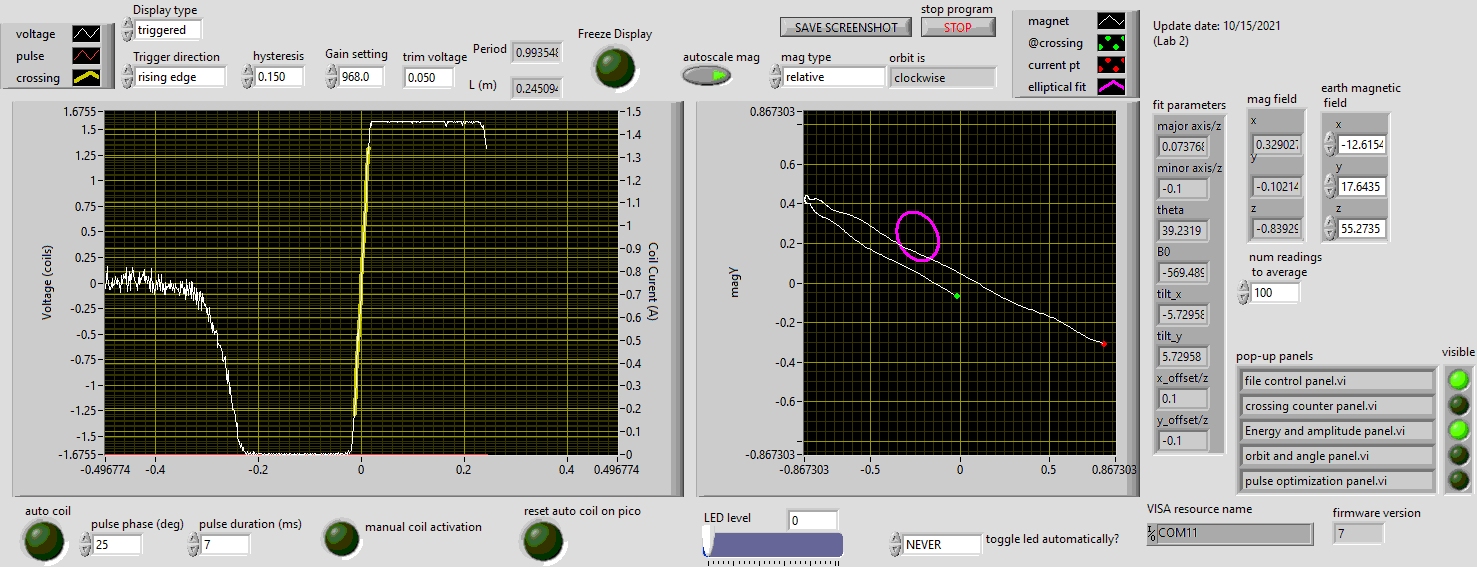 Display type
triggered
voltage
pulse
crossing
Trigger direction
rising edge
hysteresis
0.150
Gain setting
968.0
trim voltage
0.050
Period
0.993548
L (m)
0.245094
Freeze Display
stop program
SAVE SCREENSHOT
STOP
autoscale mag
mag type
relative
orbit is
clockwise
magnet
@crossing
current pt
elliptical fit
Update date: 10/15/2021
(Lab 2)
Voltage (coils)
1.6755
1.5
1.25
1
0.75
0.5
0.25
0
-0.25
-0.5
-0.75
-1
-1.25
-1.5
-1.6755
-0.496774
-0.4
-0.2
0
0.2
0.4
0.496774
1.5
1.4
1.3
1.2
1.1
1
0.9
0.8
0.7
0.6
0.5
0.4
0.3
0.2
0.1
0
Coil Current (A)
magY
0.867303
0.6
0.4
0.2
0
-0.2
-0.4
-0.6
-0.867303
-0.867303
-0.5
0
0.5
0.867303
fit parameters
major axis/z
0.07376
minor axis/z
-0.1
theta
39.2319
B0
-569.489
tilt_x
-5.72958
tilt_y
5.72958
x_offset/z
0.1
y_offset/z
-0.1
mag field
x
0.32902
y
-0.10214
z
-0.83929
earth magnetic
field
x
-12.6154
y
17.6435
z
55.2735
num readings
to average
100
pop-up panels
visible
file control panel.vi
crossing counter panel.vi
Energy and amplitude panel.vi
orbit and angle panel.vi
pulse optimization panel.vi
auto coil
pulse phase (deg)
25
pulse duration (ms)
7
manual coil activation
reset auto coil on pico
LED level
0
NEVER
toggle led automatically?
VISA resource name
COM11
firmware version
7